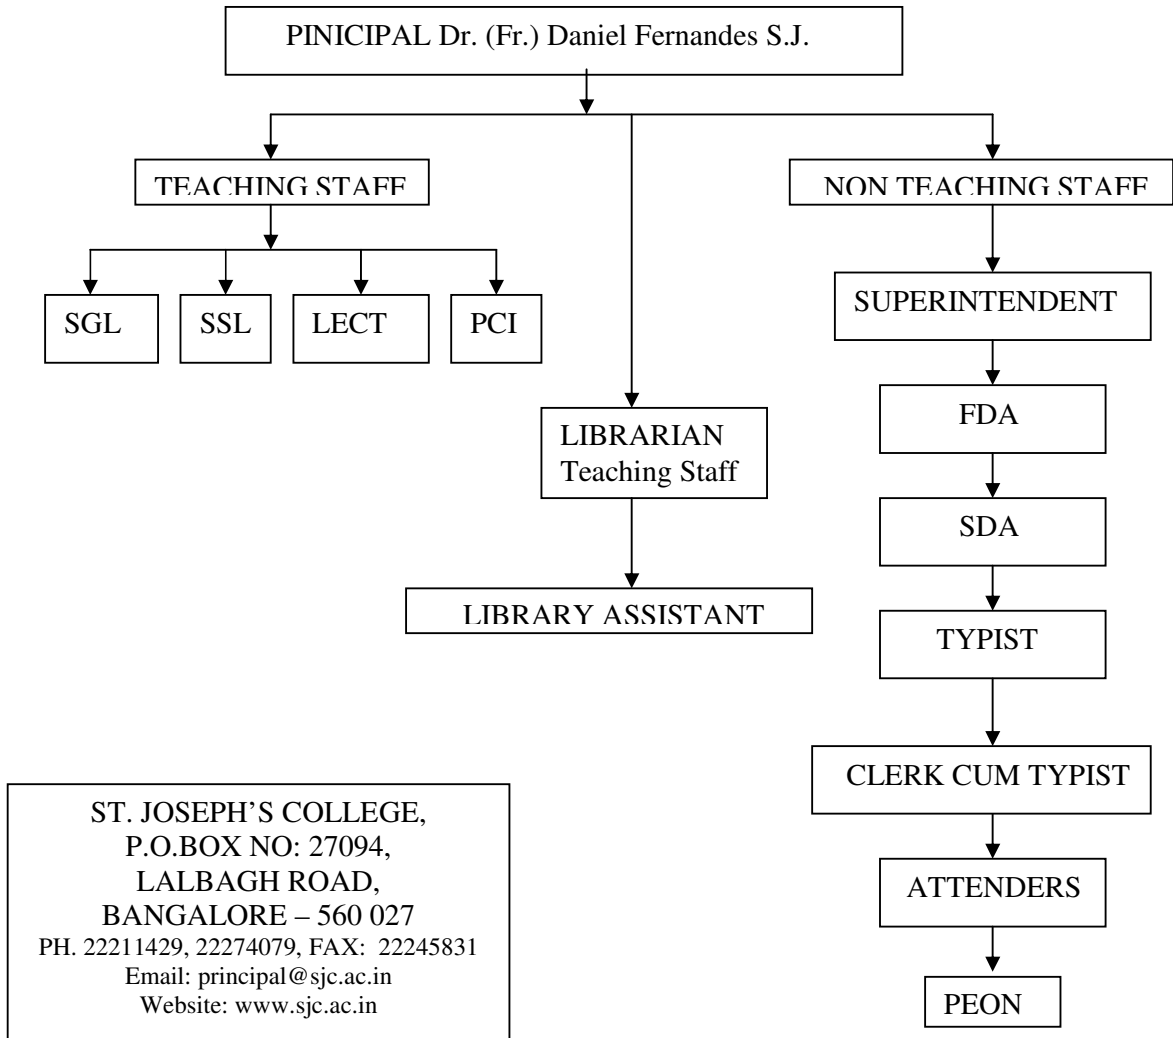 PINICIPAL Dr. (Fr.) Daniel Fernandes S.J.
TEACHING STAFF
NON TEACHING STAFF
SGL
SSL
LECT
PCI
SUPERINTENDENT
FDA
LIBRARIAN
Teaching Staff
SDA
LIBRARY ASSISTANT
TYPIST
CLERK CUM TYPIST
ATTENDERS
PEON
ST. JOSEPH’S COLLEGE,
P.O.BOX NO: 27094,
LALBAGH ROAD,
BANGALORE – 560 027
PH. 22211429, 22274079, FAX: 22245831
Email: principal@sjc.ac.in
Website: www.sjc.ac.in